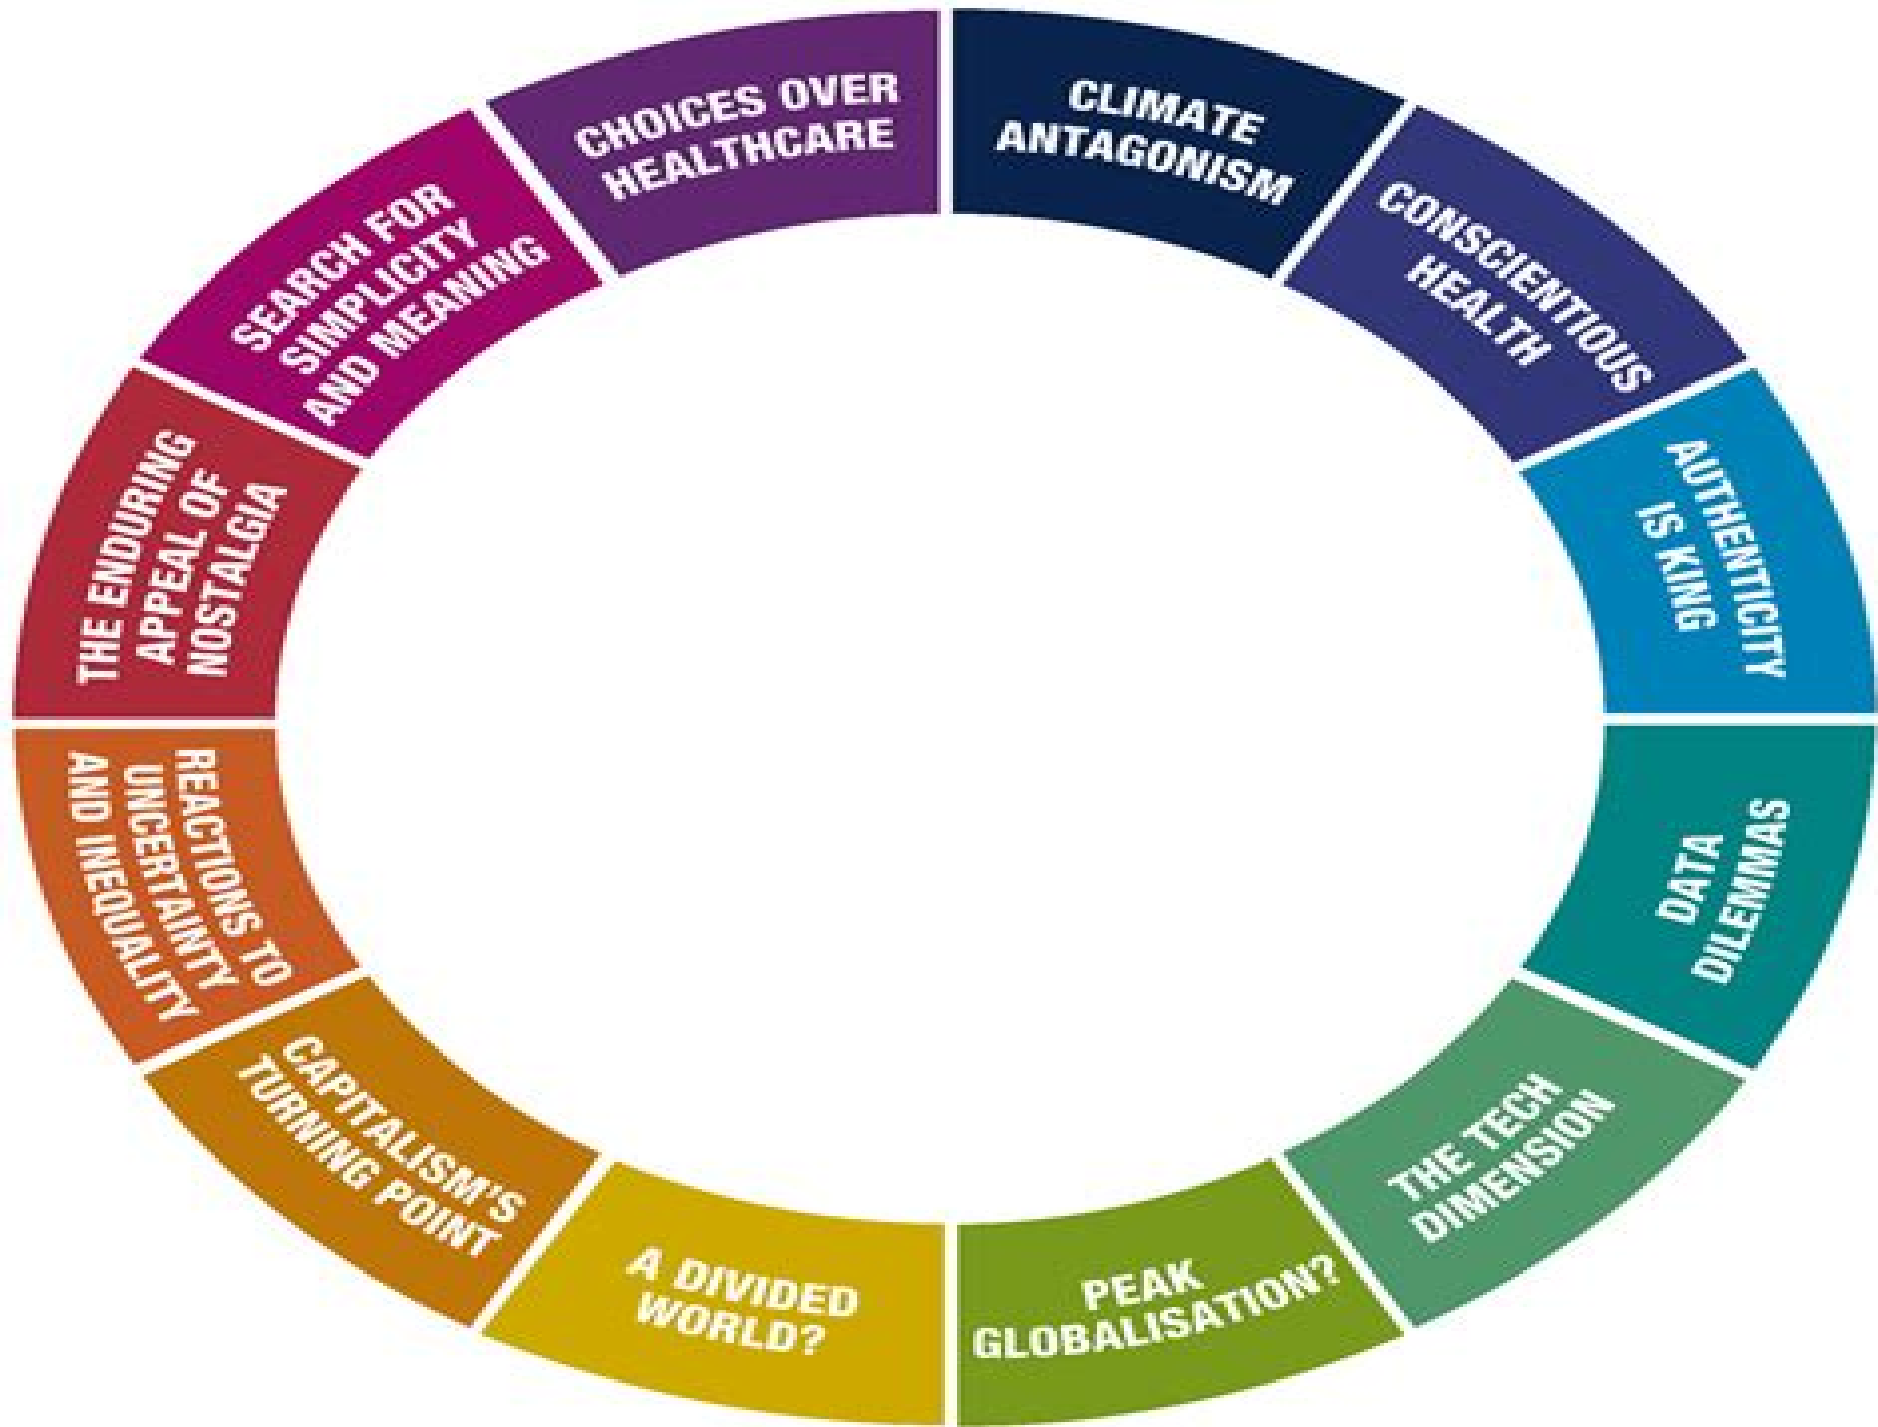 CLIMATE
ANTAGONISM
CONSCIENTIOUS
HEALTH
AUTHENTICITY
IS KING
DATA
DILEMMAS
THE TECH
DIMENSION
PEAK
GLOBALISATION?
A DIVIDED
WORLD?
CAPITALISM'S
TURNING POINT
REACTIONS TO
UNCERTAINTY
AND INEQUALITY
THE ENDURING
APPEAL OF
NOSTALGIA
SEARCH FOR
SIMPLICITY
AND MEANING
CHOICES OVER
HEALTHCARE